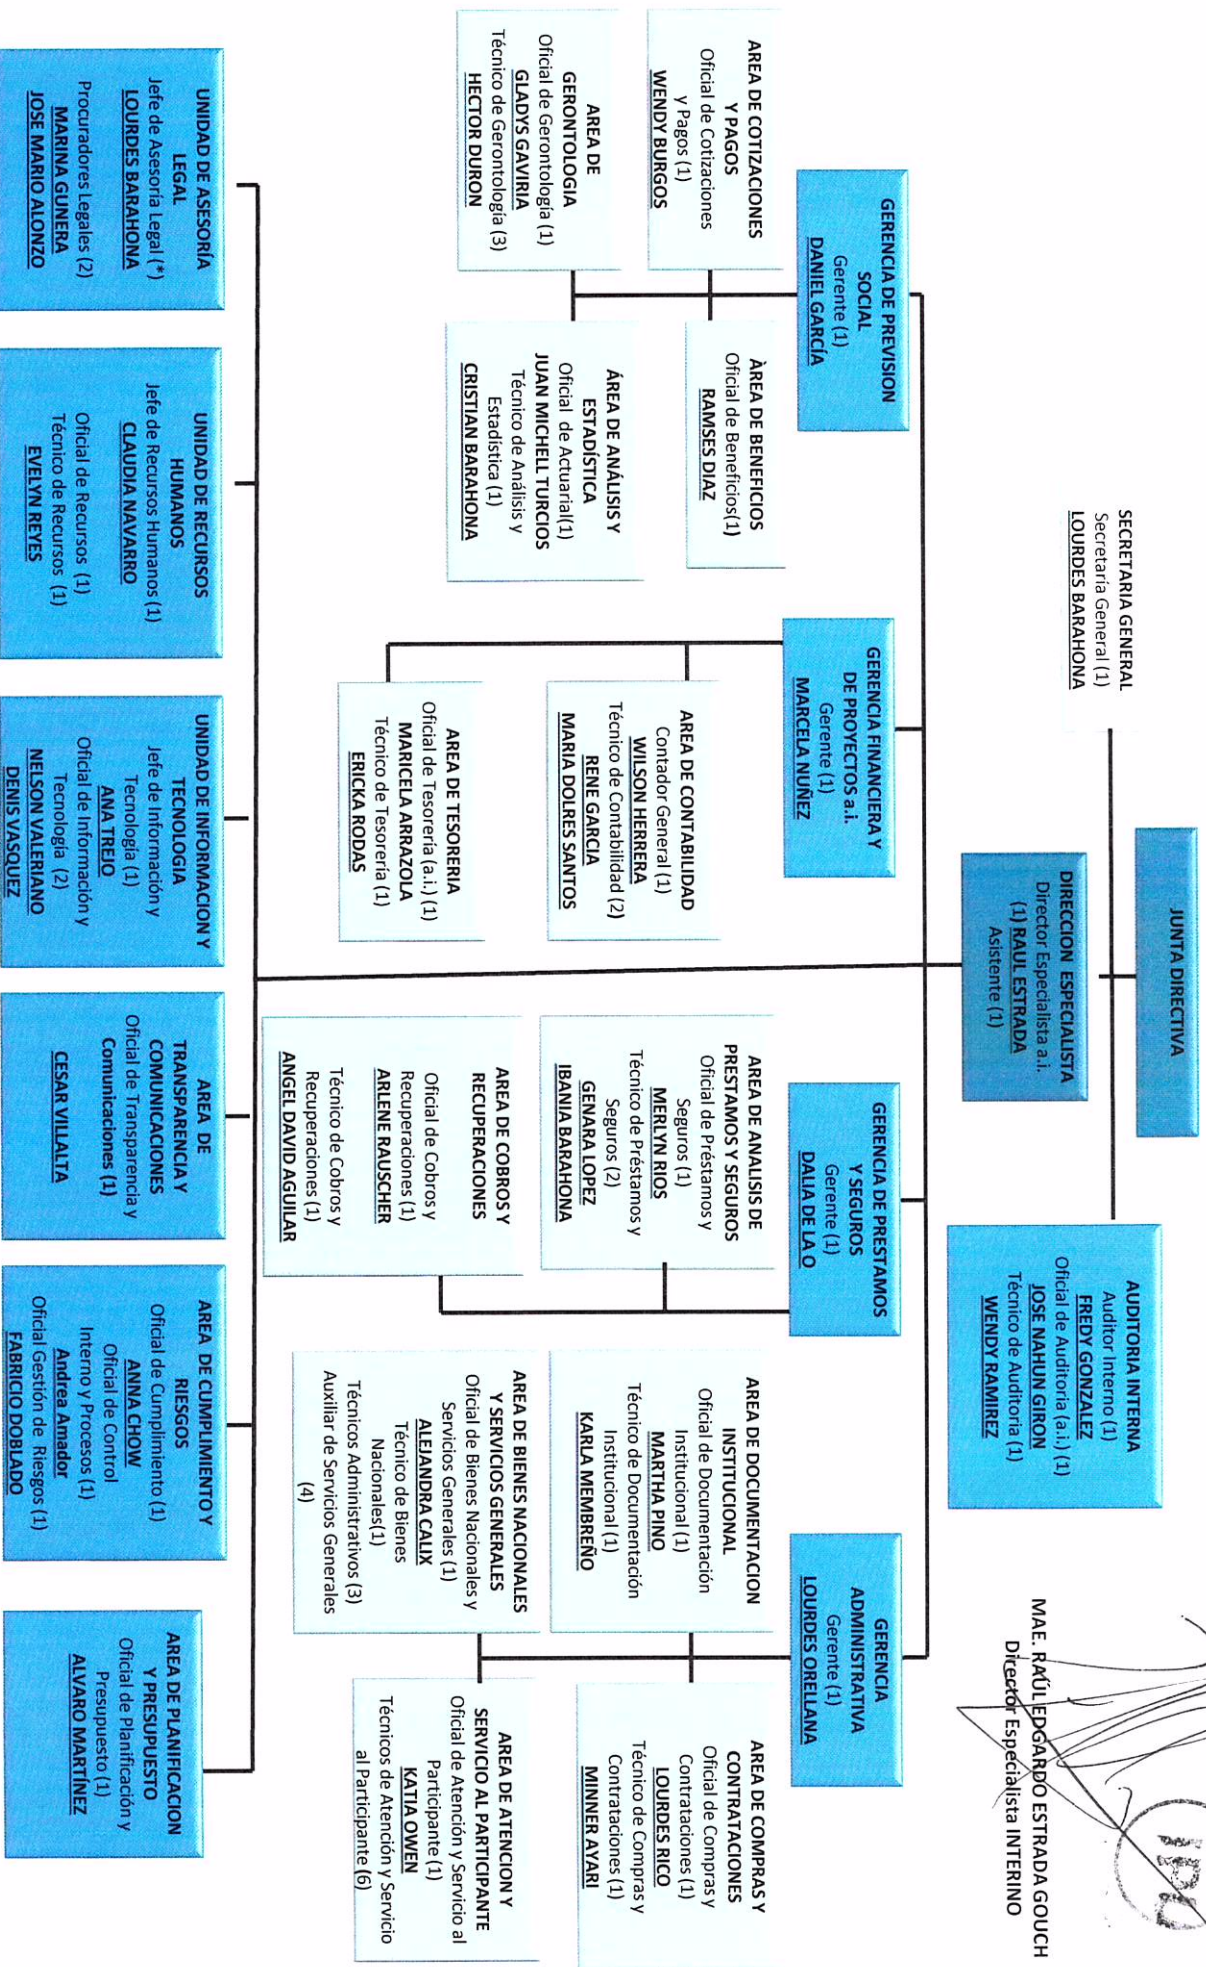 JUNTA DIRECTIVA
SECRETARIA GENERAL
Secretaría General (1)
LOURDES BARAHONA
AUDITORIA INTERNA
Auditor Interno (1)
FREDY GONZALEZ
Oficial de Auditoria (a.i.) (1)
JOSE NAHUN GIRON
Técnico de Auditoria (1)
WENDY RAMIREZ
MAE. RAÚL EDGARDO ESTRADA GOUCH
Director Especialista INTERINO
DIRECCION ESPECIALISTA
Director Especialista a.i.
(1) RAUL ESTRADA
Asistente (1)
GERENCIA DE PREVISION
SOCIAL
Gerente (1)
DANIEL GARCÍA
GERENCIA FINANCIERA Y
DE PROYECTOS a.i.
Gerente (1)
MARCELA NUÑEZ
GERENCIA DE PRESTAMOS
Y SEGUROS
Gerente (1)
DALIA DE LA O
GERENCIA
ADMINISTRATIVA
Gerente (1)
LOURDES ORELLANA
AREA DE COTIZACIONES
Y PAGOS
Oficial de Cotizaciones
y Pagos (1)
WENDY BURGOS
ÀREA DE BENEFICIOS
Oficial de Beneficios(1)
RAMSES DIAZ
AREA DE
GERONTOLOGIA
Oficial de Gerontología (1)
GLADYS GAVIRIA
Técnico de Gerontología (3)
HECTOR DURON
ÁREA DE ANÁLISIS Y
ESTADÍSTICA
Oficial de Actuarial(1)
JUAN MICHELL TURCIOS
Técnico de Análisis y
Estadística (1)
CRISTIAN BARAHONA
AREA DE CONTABILIDAD
Contador General (1)
WILSON HERRERA
Técnico de Contabilidad (2)
RENE GARCIA
MARIA DOLRES SANTOS
AREA DE TESORERIA
Oficial de Tesorería (a.i.) (1)
MARICELA ARRAZOLA
Técnico de Tesorería (1)
ERICKA RODAS
AREA DE ANALISIS DE
PRESTAMOS Y SEGUROS
Oficial de Préstamos y
Seguros (1)
MERLYN RIOS
Técnico de Préstamos y
Seguros (2)
GENARA LOPEZ
IBANIA BARAHONA
AREA DE COBROS Y
RECUPERACIONES
Oficial de Cobros y
Recuperaciones (1)
ARLENE RAUSCHER
Técnico de Cobros y
Recuperaciones (1)
ANGEL DAVID AGUILAR
AREA DE DOCUMENTACION
INSTITUCIONAL
Oficial de Documentación
Institucional (1)
MARTHA PINO
Técnico de Documentación
Institucional (1)
KARLA MEMBREÑO
AREA DE COMPRAS Y
CONTRATACIONES
Oficial de Compras y
Contrataciones (1)
LOURDES RICO
Técnico de Compras y
Contrataciones (1)
MINNER AYARI
AREA DE BIENES NACIONALES
Y SERVICIOS GENERALES
Oficial de Bienes Nacionales y
Servicios Generales (1)
ALEJANDRA CALIX
Técnico de Bienes
Nacionales(1)
Técnicos Administrativos (3)
Auxiliar de Servicios Generales
(4)
AREA DE ATENCION Y
SERVICIO AL PARTICIPANTE
Oficial de Atención y Servicio al
Participante (1)
KATIA OWEN
Técnicos de Atención y Servicio
al Participante (6)
UNIDAD DE ASESORÍA
LEGAL
Jefe de Asesoría Legal (*)
LOURDES BARAHONA
Procuradores Legales (2)
MARINA GUNERA
JOSE MARIO ALONZO
UNIDAD DE RECURSOS
HUMANOS
Jefe de Recursos Humanos (1)
CLAUDIA NAVARRO
Oficial de Recursos (1)
Técnico de Recursos (1)
EVELYN REYES
UNIDAD DE INFORMACION Y
TECNOLOGIA
Jefe de Información y
Tecnología (1)
ANA TREJO
Oficial de Información y
Tecnología (2)
NELSON VALERIANO
DENIS VASQUEZ
AREA DE
TRANSPARENCIA Y
COMUNICACIONES
Oficial de Transparencia y
Comunicaciones (1)
CESAR VILLALTA
AREA DE CUMPLIMIENTO Y
RIESGOS
Oficial de Cumplimiento (1)
ANNA CHOW
Oficial de Control
Interno y Procesos (1)
Andrea Amador
Oficial Gestión de Riesgos (1)
FABRICIO DOBLADO
AREA DE PLANIFICACION
Y PRESUPUESTO
Oficial de Planificación y
Presupuesto (1)
ALVARO MARTÍNEZ